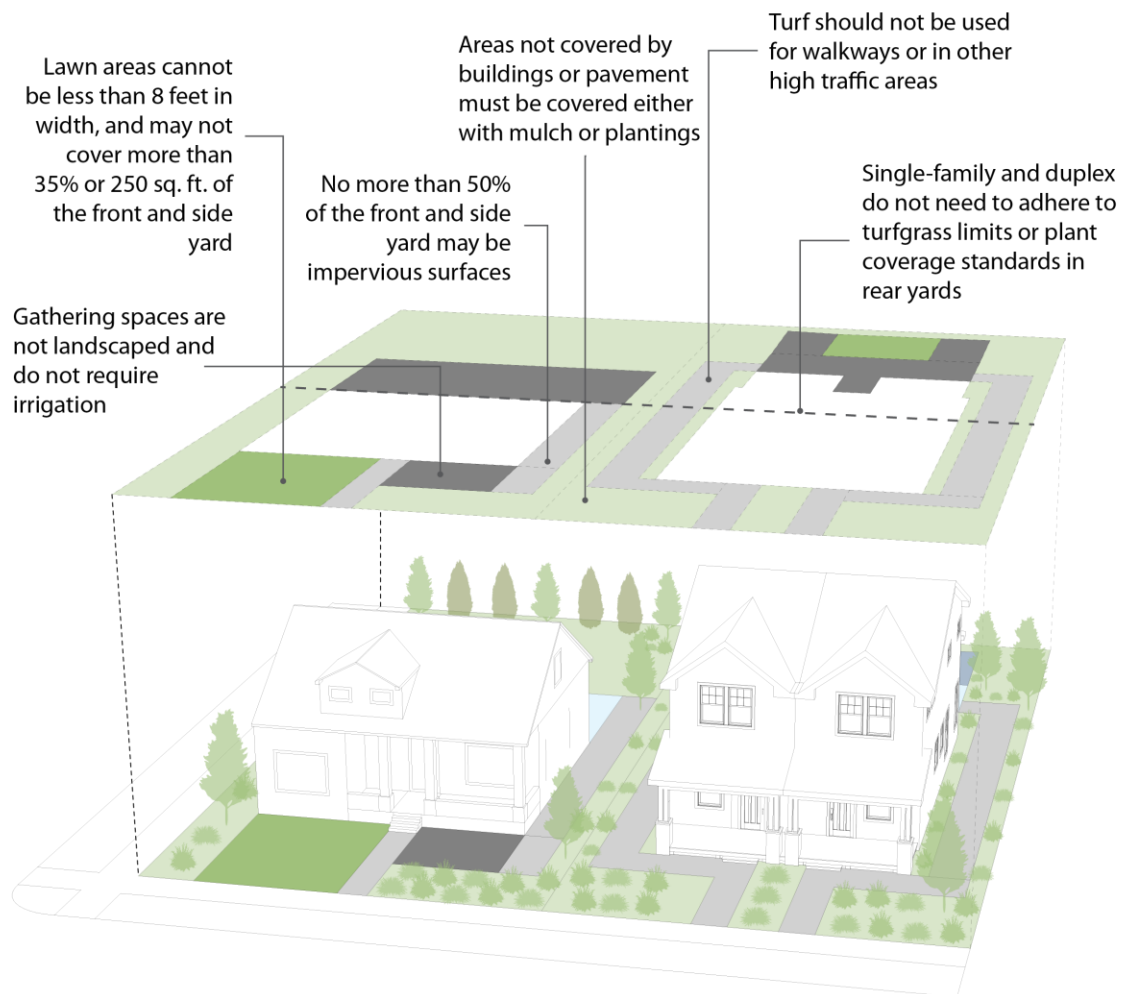 Lawn areas cannot
be less than 8 feet in
width, and may not
cover more than
35% or 250 sq. ft. of
the front and side
yard
Gathering spaces are
not landscaped and
do not require
irrigation
No more than 50%
of the front and side
yard may be
impervious surfaces
Areas not covered by
buildings or pavement
must be covered either
with mulch or plantings
Turf should not be used
for walkways or in other
high traffic areas
Single-family and duplex
do not need to adhere to
turfgrass limits or plant
coverage standards in
rear yards